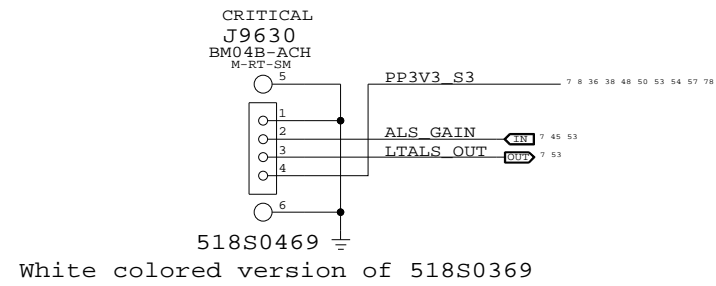 CRITICAL
J9630
BM04B-ACH
M-RT-SM
5
PP3V3_S3
7 8 36 38 48 50 53 54 57 78
1
2
ALS_GAIN
IN
7 45 53
3
LTALS_OUT
OUT
7 53
4
6
518S0469
White colored version of 518S0369